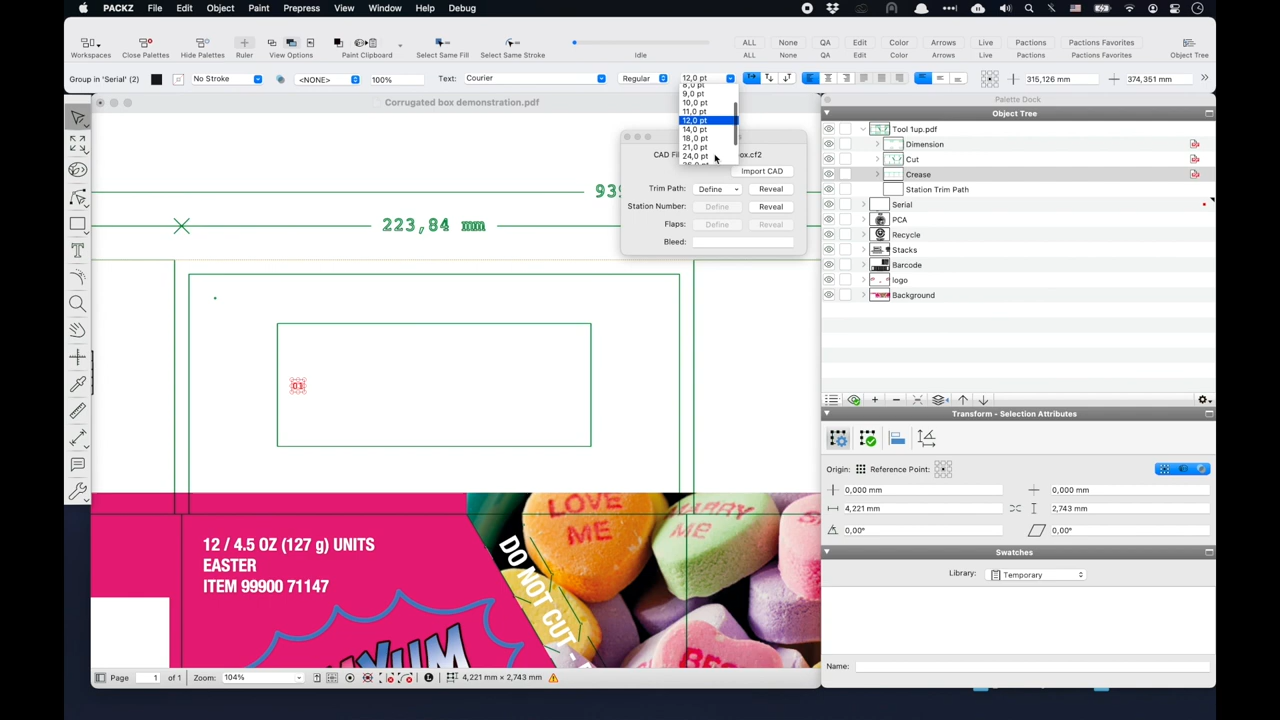 PACKZ File Edit Object Paint Prepress View Window Help Debug
Workspaces Close Palettes Hide Palettes Ruler View Options Paint Clipboard Select Same Fill Select Same Stroke Idle
ALL None QA Edit Color Arrows Live Pactions Pactions Favorites
ALL None QA Edit Color Arrows Live Pactions Pactions Favorites Object Tree
Group in 'Serial' (2) No Stroke <NONE> 100% Text: Courier Regular 12,0 pt 315,126 mm 374,351 mm
Corrugated box demonstration.pdf
8,0 pt
9,0 pt
10,0 pt
11,0 pt
12,0 pt
14,0 pt
18,0 pt
21,0 pt
24,0 pt
CAD Fi ox.cf2
Import CAD
Trim Path: Define Reveal
Station Number: Define Reveal
Flaps: Define Reveal
Bleed:
939
223,84 mm
01
12 / 4.5 OZ (127 g) UNITS
EASTER
ITEM 99900 71147
DO NOT CUT -
LOVE
ME
Palette Dock
Object Tree
Tool 1up.pdf
Dimension
Cut
Crease
Station Trim Path
Serial
PCA
Recycle
Stacks
Barcode
logo
Background
Transform - Selection Attributes
Origin: Reference Point:
0,000 mm 0,000 mm
4,221 mm 2,743 mm
0,00° 0,00°
Swatches
Library: Temporary
Name:
Page 1 of 1 Zoom: 104% 4,221 mm × 2,743 mm